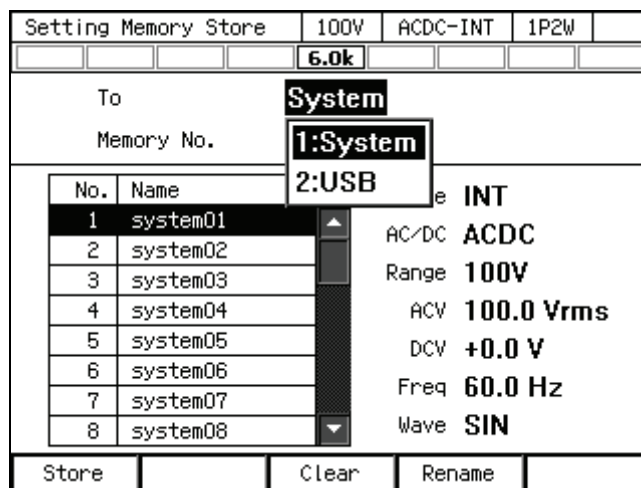 Setting Memory Store 100V ACDC-INT 1P2W
6.0k
To System
Memory No.
1:System
2:USB
No. Name
1 system01
2 system02
3 system03
4 system04
5 system05
6 system06
7 system07
8 system08
e INT
AC/DC ACDC
Range 100V
ACV 100.0 Vrms
DCV +0.0 V
Freq 60.0 Hz
Wave SIN
Store Clear Rename